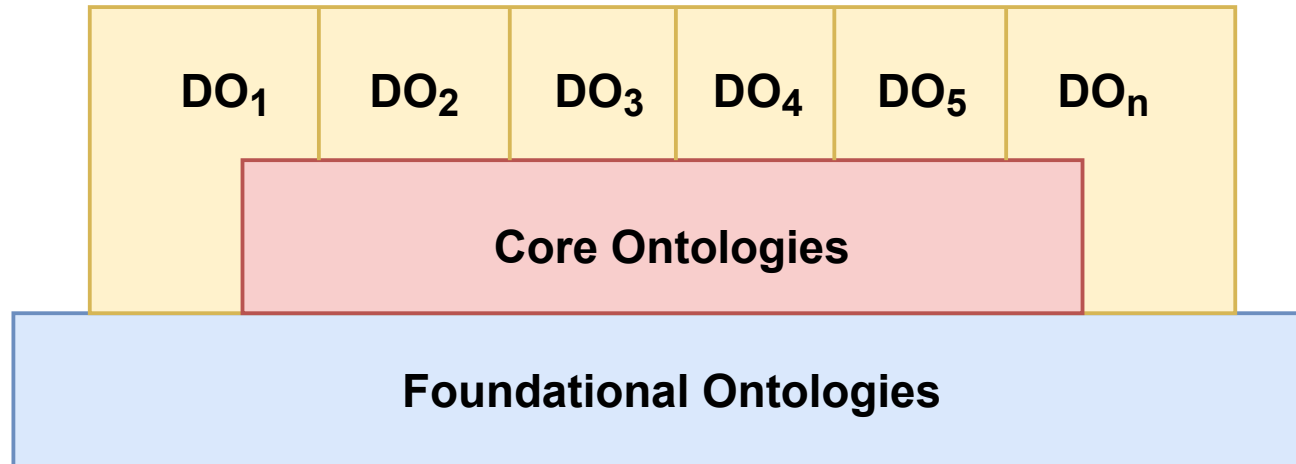 DO₁ DO₂ DO₃ DO₄ DO₅ DOₙ
Core Ontologies
Foundational Ontologies